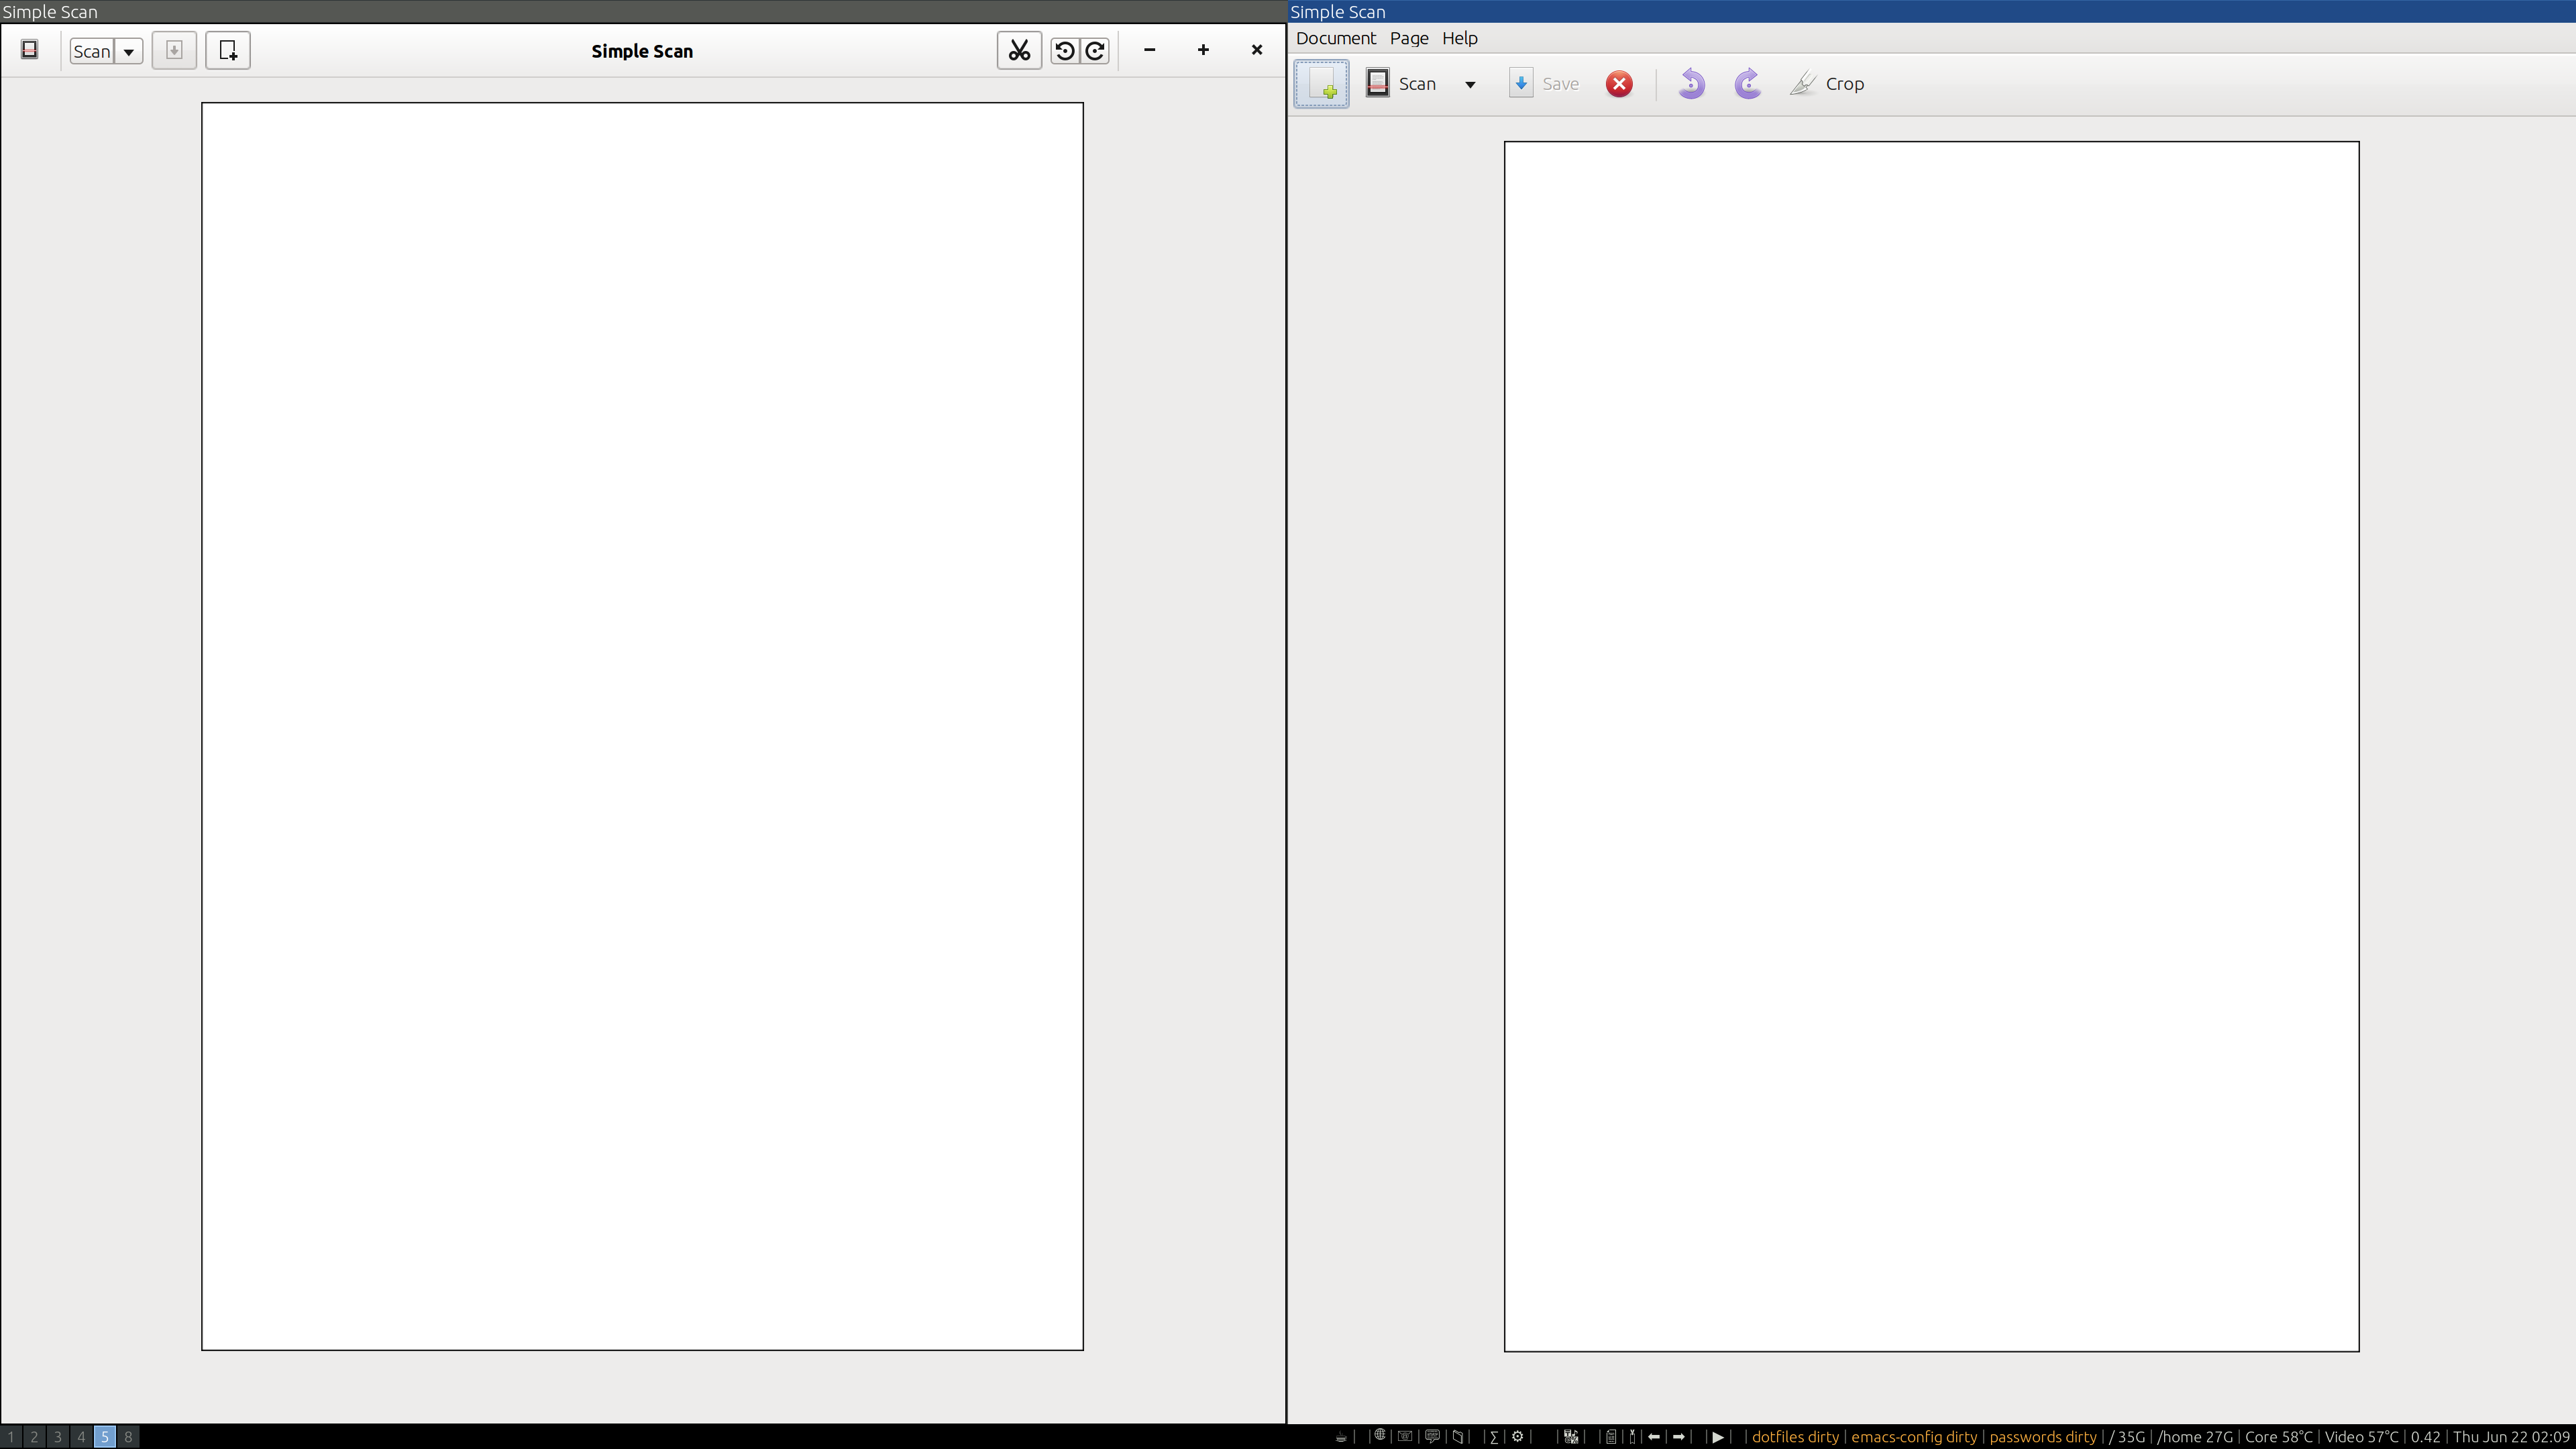 Simple Scan
Scan
Simple Scan
Simple Scan
Document Page Help
Scan Save Crop
1 2 3 4 5 8
dotfiles dirty | emacs-config dirty | passwords dirty | / 35G | /home 27G | Core 58°C | Video 57°C | 0.42 | Thu Jun 22 02:09